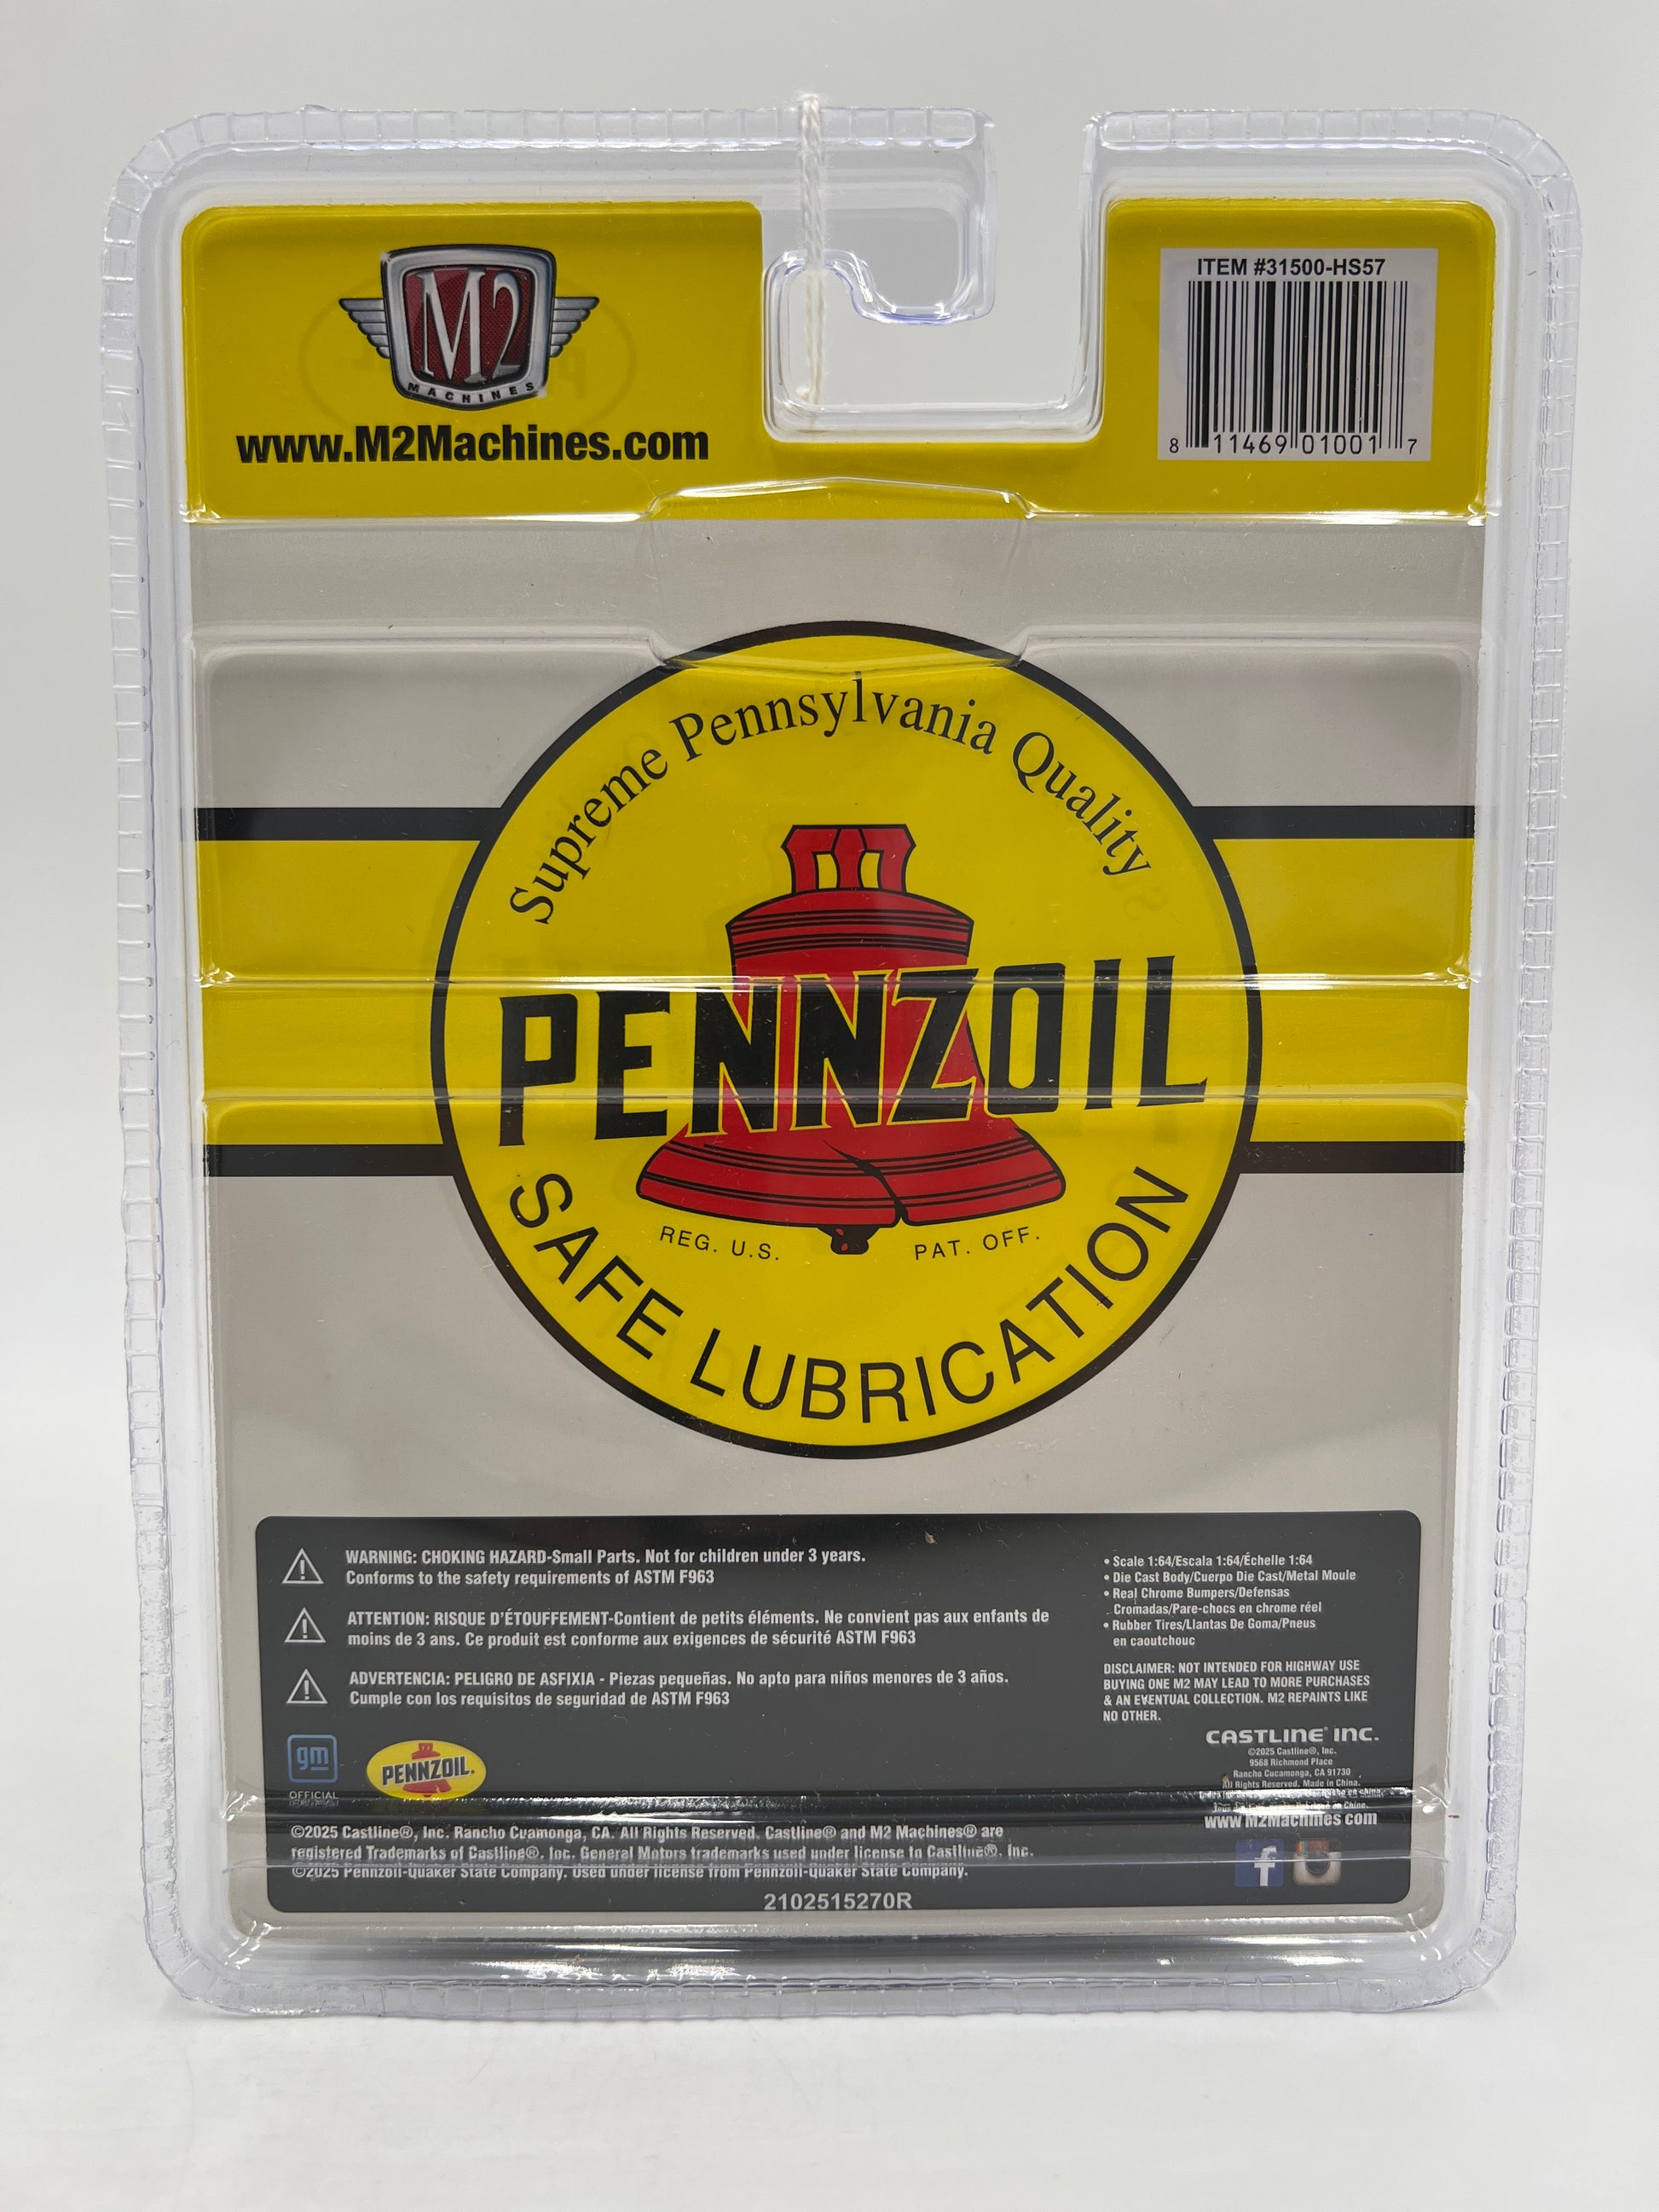 M2
MACHINES
www.M2Machines.com
ITEM #31500-HS57
8 11469 01001 7
Supreme Pennsylvania Quality
PENNZOIL
REG. U.S. PAT. OFF.
SAFE LUBRICATION
WARNING: CHOKING HAZARD-Small Parts. Not for children under 3 years.
Conforms to the safety requirements of ASTM F963
ATTENTION: RISQUE D'ÉTOUFFEMENT-Contient de petits éléments. Ne convient pas aux enfants de
moins de 3 ans. Ce produit est conforme aux exigences de sécurité ASTM F963
ADVERTENCIA: PELIGRO DE ASFIXIA - Piezas pequeñas. No apto para niños menores de 3 años.
Cumple con los requisitos de seguridad de ASTM F963
• Scale 1:64/Escala 1:64/Échelle 1:64
• Die Cast Body/Cuerpo Die Cast/Metal Moule
• Real Chrome Bumpers/Defensas
Cromadas/Pare-chocs en chrome réel
• Rubber Tires/Llantas De Goma/Pneus
en caoutchouc
DISCLAIMER: NOT INTENDED FOR HIGHWAY USE
BUYING ONE M2 MAY LEAD TO MORE PURCHASES
& AN EVENTUAL COLLECTION. M2 REPAINTS LIKE
NO OTHER.
CASTLINE® INC.
©2025 Castline®, Inc.
9568 Richmond Place
Rancho Cucamonga, CA 91730
All Rights Reserved. Made in China.
www.M2Machines.com
gm
OFFICIAL
PENNZOIL.
©2025 Castline®, Inc. Rancho Cuamonga, CA. All Rights Reserved. Castline® and M2 Machines® are
registered Trademarks of Castline®, Inc. General Motors trademarks used under license to Castline®, Inc.
©2025 Pennzoil-Quaker State Company. Used under license from Pennzoil-Quaker State Company.
f
2102515270R